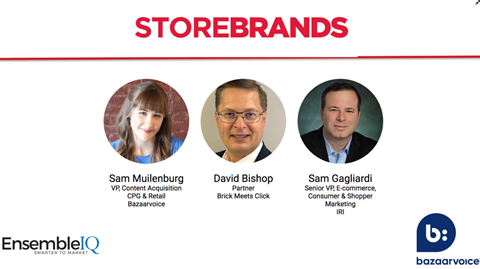 STOREBRANDS
Sam Muilenburg
VP, Content Acquisition
CPG & Retail
Bazaarvoice
David Bishop
Partner
Brick Meets Click
Sam Gagliardi
Senior VP, E-commerce,
Consumer & Shopper
Marketing
IRI
EnsembleIQ
SMARTER TO MARKET
b:
bazaarvoice